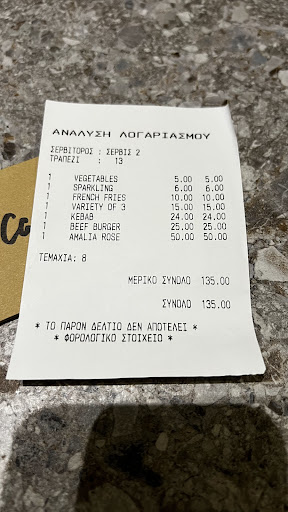 ΑΝΑΛΥΣΗ ΛΟΓΑΡΙΑΣΜΟΥ
ΣΕΡΒΙΤΟΡΟΣ : ΣΕΡΒΙΣ 2
ΤΡΑΠΕΖΙ : 13
1 VEGETABLES 5.00 5.00
1 SPARKLING 6.00 6.00
1 FRENCH FRIES 10.00 10.00
1 VARIETY OF 3 15.00 15.00
1 KEBAB 24.00 24.00
1 BEEF BURGER 25.00 25.00
1 AMALIA ROSE 50.00 50.00
ΤΕΜΑΧΙΑ: 8
ΜΕΡΙΚΟ ΣΥΝΟΛΟ 135.00
ΣΥΝΟΛΟ 135.00
* ΤΟ ΠΑΡΟΝ ΔΕΛΤΙΟ ΔΕΝ ΑΠΟΤΕΛΕΙ *
* ΦΟΡΟΛΟΓΙΚΟ ΣΤΟΙΧΕΙΟ *